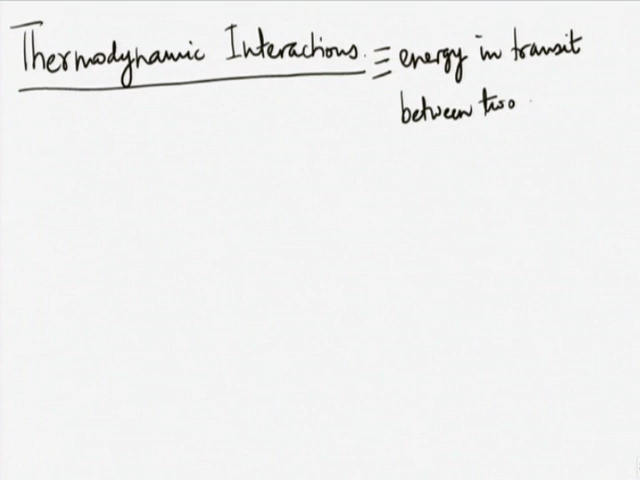 Thermodynamic Interactions. ≡ energy in transit
between two